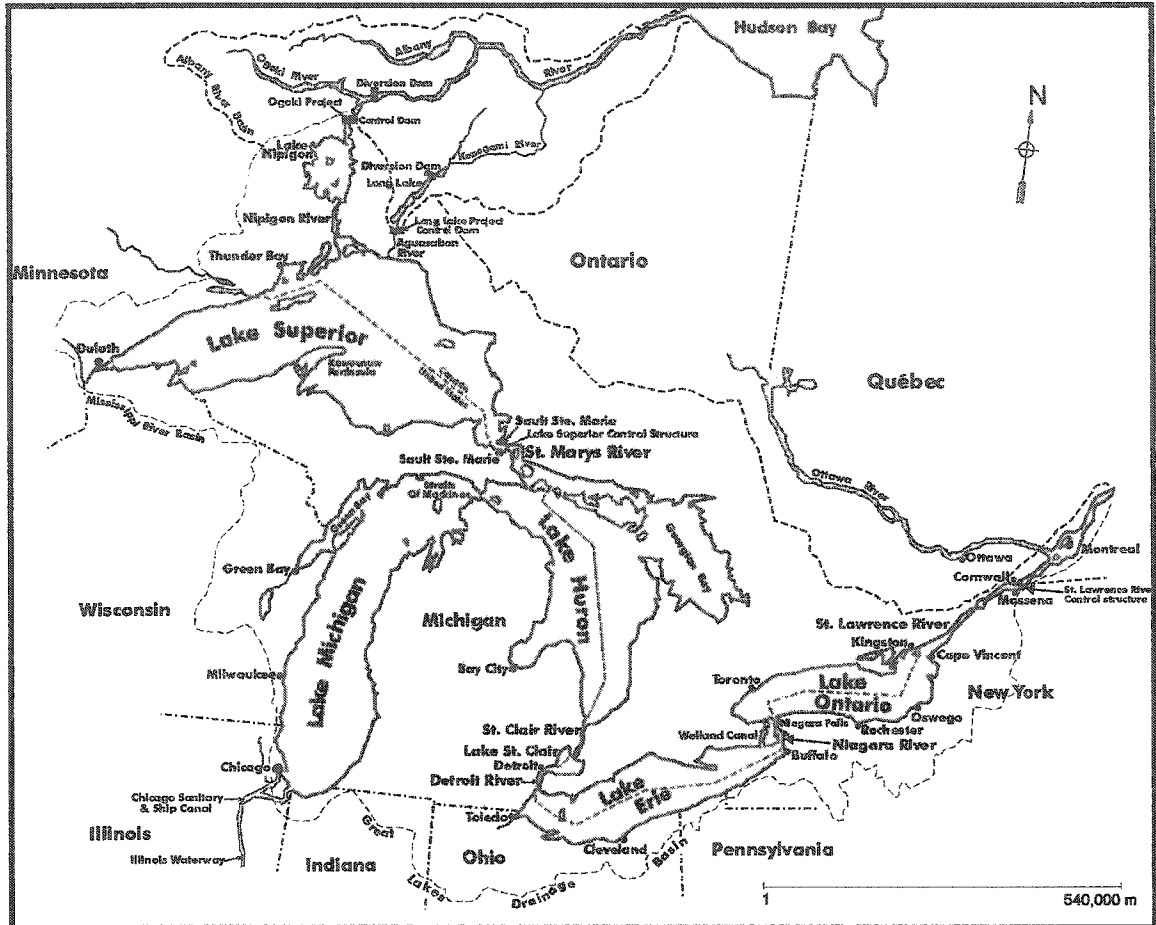 Hudson Bay
Albany
River
Ogoki River
Albany River Basin
Diversion Dam
Ogoki Project
Control Dam
N
Lake
Nipigon
Kenogami River
Diversion Dam
Long Lake
Nipigon River
Long Lake Project
Control Dam
Aguasabon
River
Thunder Bay
Ontario
Minnesota
Lake Superior
Duluth
Keweenaw
Peninsula
Canada
United States
Québec
Mississippi River Basin
Sault Ste. Marie
Lake Superior Control Structure
Sault Ste. Marie
St. Marys River
Straits
Of Mackinac
Green Bay
Ottawa River
Lake Huron
Georgian Bay
Montreal
Ottawa
Green Bay
Cornwall
Massena
St. Lawrence River
Control structure
Wisconsin
Lake Michigan
Michigan
St. Lawrence River
Kingston
Cape Vincent
Bay City
Milwaukee
Toronto
Lake
Ontario
New York
Oswego
St. Clair River
Niagara Falls
Rochester
Welland Canal
Niagara River
Lake St. Clair
Buffalo
Chicago
Detroit
Detroit River
Lake
Erie
Chicago Sanitary
& Ship Canal
Toledo
Illinois
Great Lakes Drainage Basin
Cleveland
Pennsylvania
Illinois Waterway
Indiana
Ohio
1 540,000 m